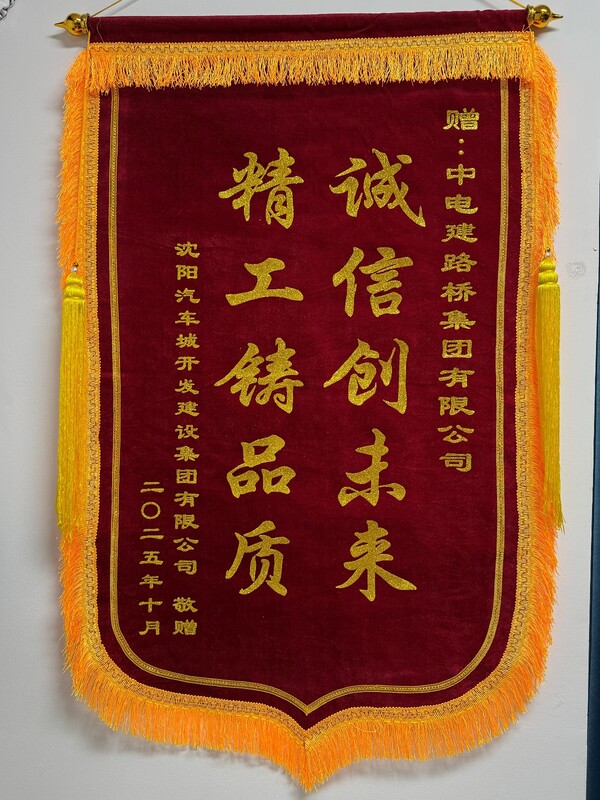 赠：中电建路桥集团有限公司
诚信创未来
精工铸品质
沈阳汽车城开发建设集团有限公司 敬赠
二〇二五年十月